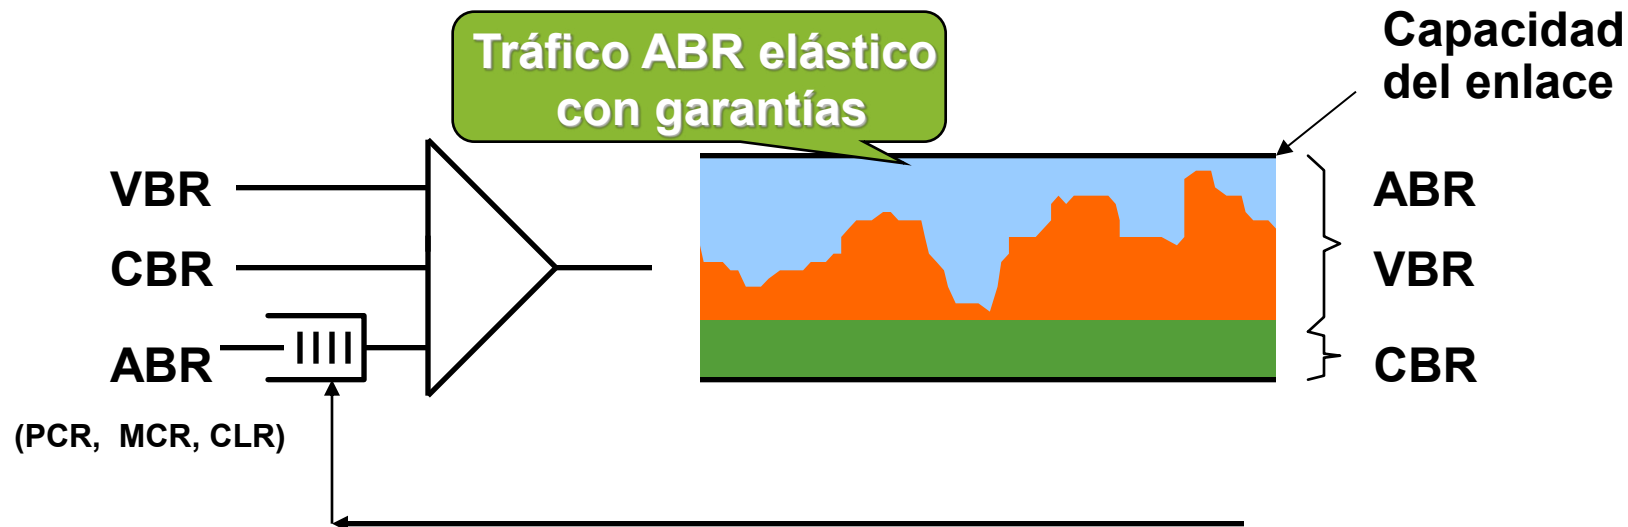 Tráfico ABR elástico
con garantías
Capacidad
del enlace
VBR
CBR
ABR
(PCR, MCR, CLR)
ABR
VBR
CBR